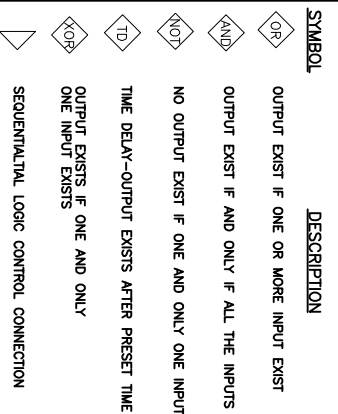 SYMBOL DESCRIPTION
OR OUTPUT EXIST IF ONE OR MORE INPUT EXIST
AND OUTPUT EXIST IF AND ONLY IF ALL THE INPUTS
NOT NO OUTPUT EXIST IF ONE AND ONLY ONE INPUT
TD TIME DELAY-OUTPUT EXISTS AFTER PRESET TIME
XOR OUTPUT EXISTS IF ONE AND ONLY
ONE INPUT EXISTS
SEQUENTIALTIAL LOGIC CONTROL CONNECTION